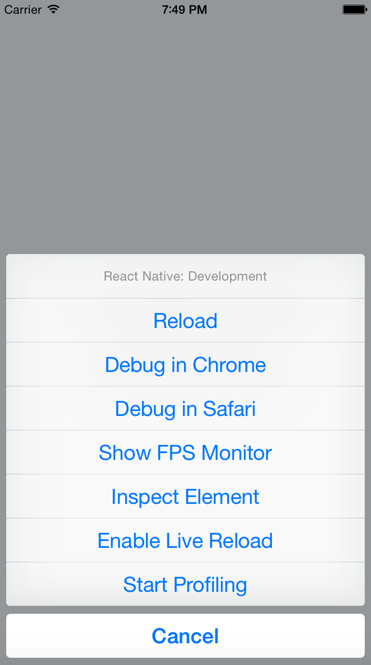 Carrier 7:49 PM
React Native: Development
Reload
Debug in Chrome
Debug in Safari
Show FPS Monitor
Inspect Element
Enable Live Reload
Start Profiling
Cancel